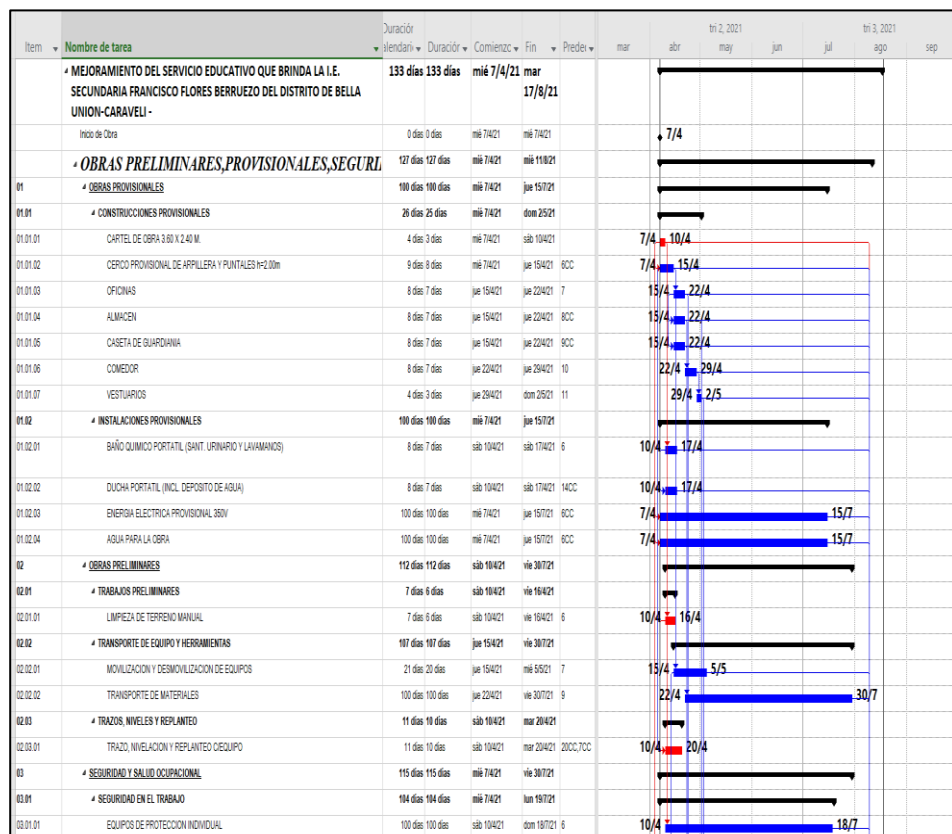 Duración tri 2, 2021 tri 3, 2021
Item Nombre de tarea alendari Duración Comienzo Fin Predec mar abr may jun jul ago sep
MEJORAMIENTO DEL SERVICIO EDUCATIVO QUE BRINDA LA I.E. 133 días 133 días mié 7/4/21 mar
SECUNDARIA FRANCISCO FLORES BERRUEZO DEL DISTRITO DE BELLA 17/8/21
UNION-CARAVELI -
Inicio de Obra 0 días 0 días mié 7/4/21 mié 7/4/21 7/4
OBRAS PRELIMINARES,PROVISIONALES,SEGURI 127 días 127 días mié 7/4/21 mié 11/8/21
01 OBRAS PROVISIONALES 100 días 100 días mié 7/4/21 jue 15/7/21
01.01 CONSTRUCCIONES PROVISIONALES 26 días 25 días mié 7/4/21 dom 2/5/21
01.01.01 CARTEL DE OBRA 3.60 X 2.40 M. 4 días 3 días mié 7/4/21 sáb 10/4/21 7/4 10/4
01.01.02 CERCO PROVISIONAL DE ARPILLERA Y PUNTALES h=2.00m 9 días 8 días mié 7/4/21 jue 15/4/21 6CC 7/4 15/4
01.01.03 OFICINAS 8 días 7 días jue 15/4/21 jue 22/4/21 7 15/4 22/4
01.01.04 ALMACEN 8 días 7 días jue 15/4/21 jue 22/4/21 8CC 15/4 22/4
01.01.05 CASETA DE GUARDIANIA 8 días 7 días jue 15/4/21 jue 22/4/21 9CC 15/4 22/4
01.01.06 COMEDOR 8 días 7 días jue 22/4/21 jue 29/4/21 10 22/4 29/4
01.01.07 VESTUARIOS 4 días 3 días jue 29/4/21 dom 2/5/21 11 29/4 2/5
01.02 INSTALACIONES PROVISIONALES 100 días 100 días mié 7/4/21 jue 15/7/21
01.02.01 BAÑO QUIMICO PORTATIL (SANT. URINARIO Y LAVAMANOS) 8 días 7 días sáb 10/4/21 sáb 17/4/21 6 10/4 17/4
01.02.02 DUCHA PORTATIL (INCL. DEPOSITO DE AGUA) 8 días 7 días sáb 10/4/21 sáb 17/4/21 14CC 10/4 17/4
01.02.03 ENERGIA ELECTRICA PROVISIONAL 350V 100 días 100 días mié 7/4/21 jue 15/7/21 6CC 7/4 15/7
01.02.04 AGUA PARA LA OBRA 100 días 100 días mié 7/4/21 jue 15/7/21 6CC 7/4 15/7
02 OBRAS PRELIMINARES 112 días 112 días sáb 10/4/21 vie 30/7/21
02.01 TRABAJOS PRELIMINARES 7 días 6 días sáb 10/4/21 vie 16/4/21
02.01.01 LIMPIEZA DE TERRENO MANUAL 7 días 6 días sáb 10/4/21 vie 16/4/21 6 10/4 16/4
02.02 TRANSPORTE DE EQUIPO Y HERRAMIENTAS 107 días 107 días jue 15/4/21 vie 30/7/21
02.02.01 MOVILIZACION Y DESMOVILIZACION DE EQUIPOS 21 días 20 días jue 15/4/21 mié 5/5/21 7 15/4 5/5
02.02.02 TRANSPORTE DE MATERIALES 100 días 100 días jue 22/4/21 vie 30/7/21 9 22/4 30/7
02.03 TRAZOS, NIVELES Y REPLANTEO 11 días 10 días sáb 10/4/21 mar 20/4/21
02.03.01 TRAZO, NIVELACION Y REPLANTEO C/EQUIPO 11 días 10 días sáb 10/4/21 mar 20/4/21 20CC,7CC 10/4 20/4
03 SEGURIDAD Y SALUD OCUPACIONAL 115 días 115 días mié 7/4/21 vie 30/7/21
03.01 SEGURIDAD EN EL TRABAJO 104 días 104 días mié 7/4/21 lun 19/7/21
03.01.01 EQUIPOS DE PROTECCION INDIVIDUAL 100 días 100 días sáb 10/4/21 dom 18/7/21 6 10/4 18/7